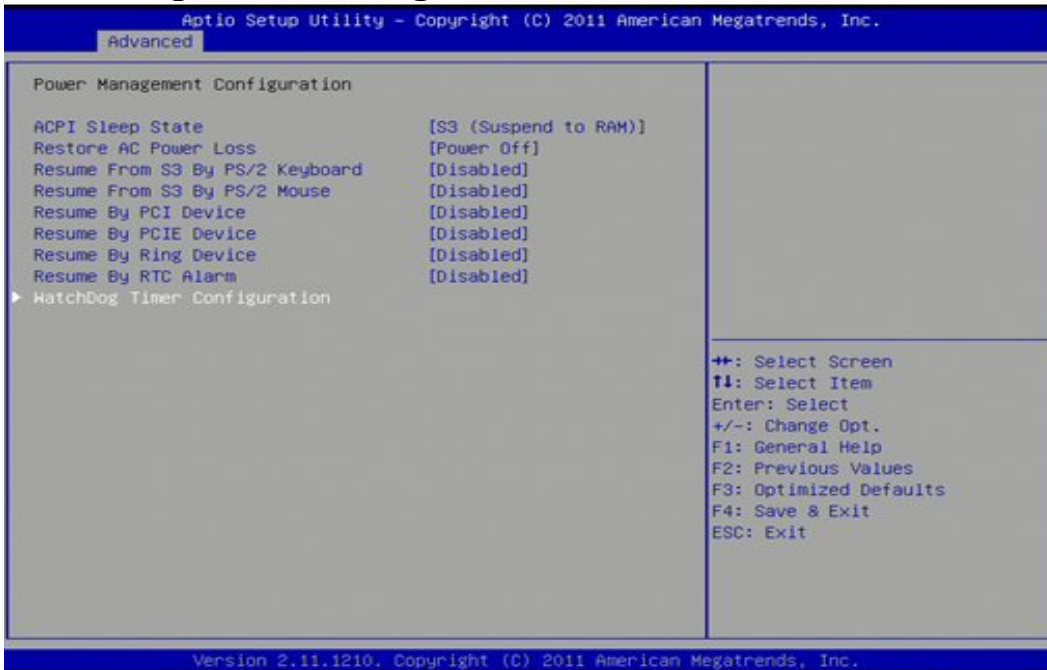 Aptio Setup Utility – Copyright (C) 2011 American Megatrends, Inc.
Advanced
Power Management Configuration
ACPI Sleep State [S3 (Suspend to RAM)]
Restore AC Power Loss [Power Off]
Resume From S3 By PS/2 Keyboard [Disabled]
Resume From S3 By PS/2 Mouse [Disabled]
Resume By PCI Device [Disabled]
Resume By PCIE Device [Disabled]
Resume By Ring Device [Disabled]
Resume By RTC Alarm [Disabled]
▶ WatchDog Timer Configuration
→←: Select Screen
↑↓: Select Item
Enter: Select
+/-: Change Opt.
F1: General Help
F2: Previous Values
F3: Optimized Defaults
F4: Save & Exit
ESC: Exit
Version 2.11.1210. Copyright (C) 2011 American Megatrends, Inc.